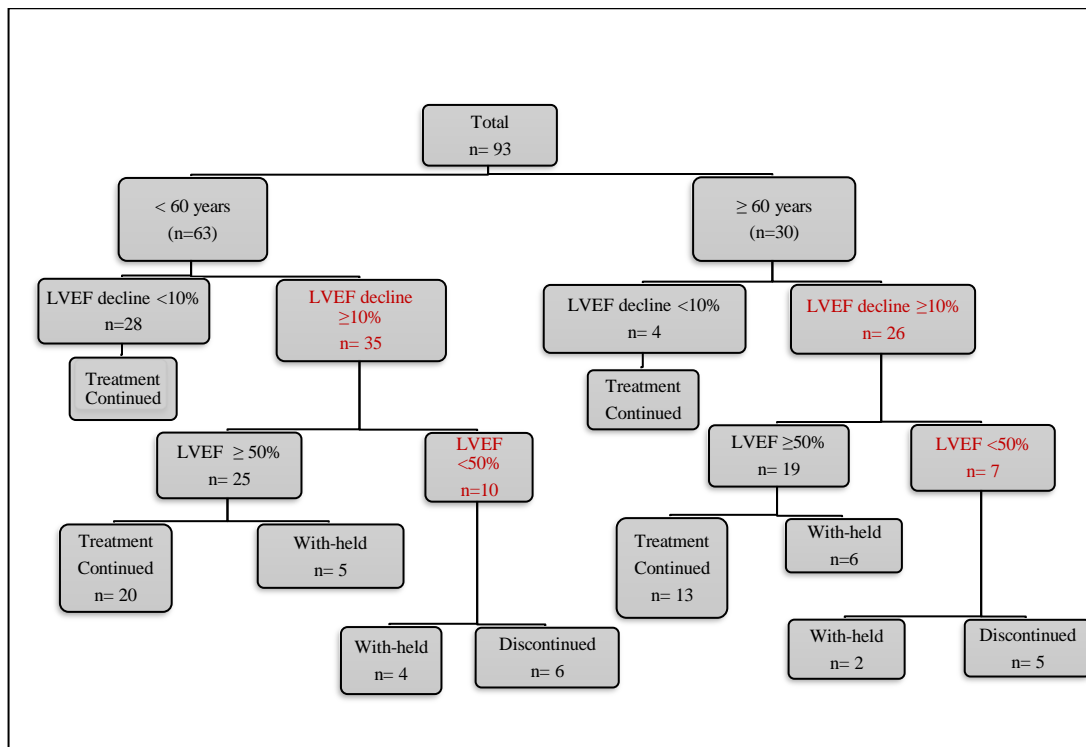 Total
n= 93
< 60 years
(n=63)
≥ 60 years
(n=30)
LVEF decline <10%
n=28
LVEF decline
≥10%
n= 35
LVEF decline <10%
n= 4
LVEF decline ≥10%
n= 26
Treatment
Continued
Treatment
Continued
LVEF ≥ 50%
n= 25
LVEF
<50%
n=10
LVEF ≥50%
n= 19
LVEF <50%
n= 7
Treatment
Continued
n= 20
With-held
n= 5
Treatment
Continued
n= 13
With-held
n=6
With-held
n= 4
Discontinued
n= 6
With-held
n= 2
Discontinued
n= 5